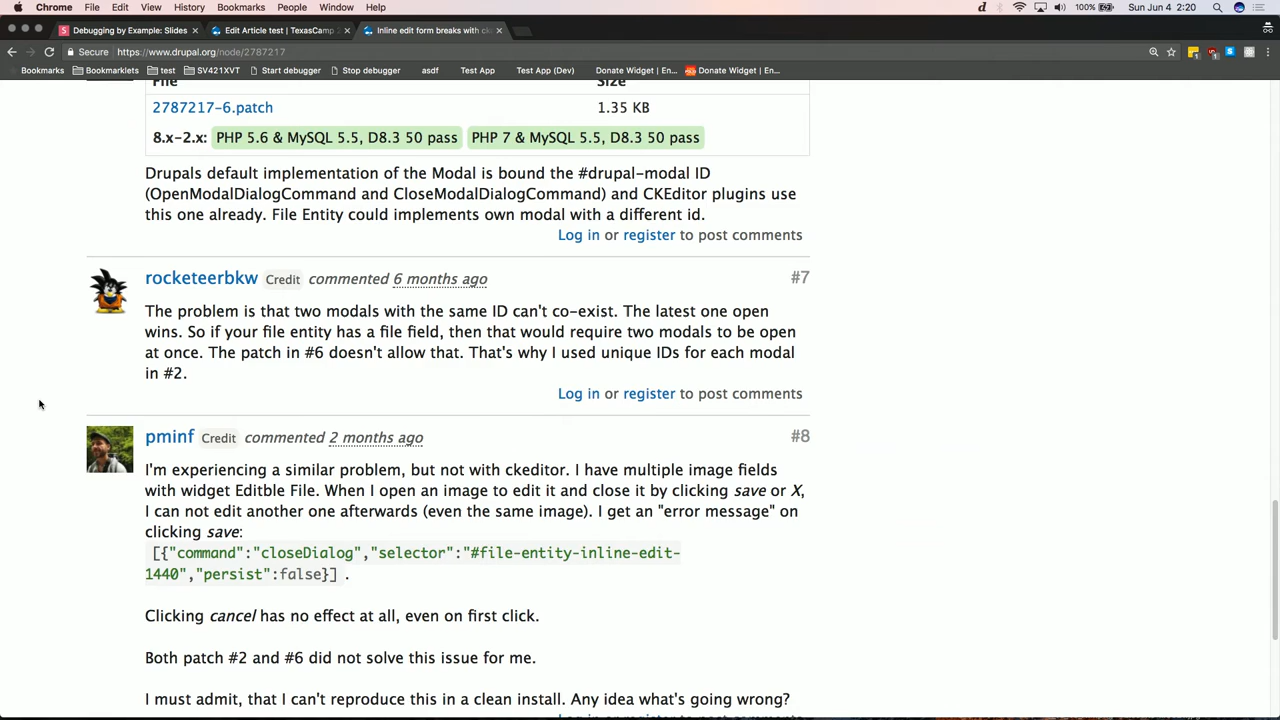 Chrome File Edit View History Bookmarks People Window Help 100% Sun Jun 4 2:20
Debugging by Example: Slides Edit Article test | TexasCamp Inline edit form breaks with ck
Secure https://www.drupal.org/node/2787217
Bookmarks Bookmarklets test SV421XVT Start debugger Stop debugger asdf Test App Test App (Dev) Donate Widget | En... Donate Widget | En...
File Size
2787217-6.patch 1.35 KB
8.x-2.x: PHP 5.6 & MySQL 5.5, D8.3 50 pass PHP 7 & MySQL 5.5, D8.3 50 pass
Drupals default implementation of the Modal is bound the #drupal-modal ID
(OpenModalDialogCommand and CloseModalDialogCommand) and CKEditor plugins use
this one already. File Entity could implements own modal with a different id.
Log in or register to post comments
rocketeerbkw Credit commented 6 months ago #7
The problem is that two modals with the same ID can't co-exist. The latest one open
wins. So if your file entity has a file field, then that would require two modals to be open
at once. The patch in #6 doesn't allow that. That's why I used unique IDs for each modal
in #2.
Log in or register to post comments
pminf Credit commented 2 months ago #8
I'm experiencing a similar problem, but not with ckeditor. I have multiple image fields
with widget Editble File. When I open an image to edit it and close it by clicking save or X,
I can not edit another one afterwards (even the same image). I get an "error message" on
clicking save:
[{"command":"closeDialog","selector":"#file-entity-inline-edit-
1440","persist":false}] .
Clicking cancel has no effect at all, even on first click.
Both patch #2 and #6 did not solve this issue for me.
I must admit, that I can't reproduce this in a clean install. Any idea what's going wrong?
Log in or register to post comments